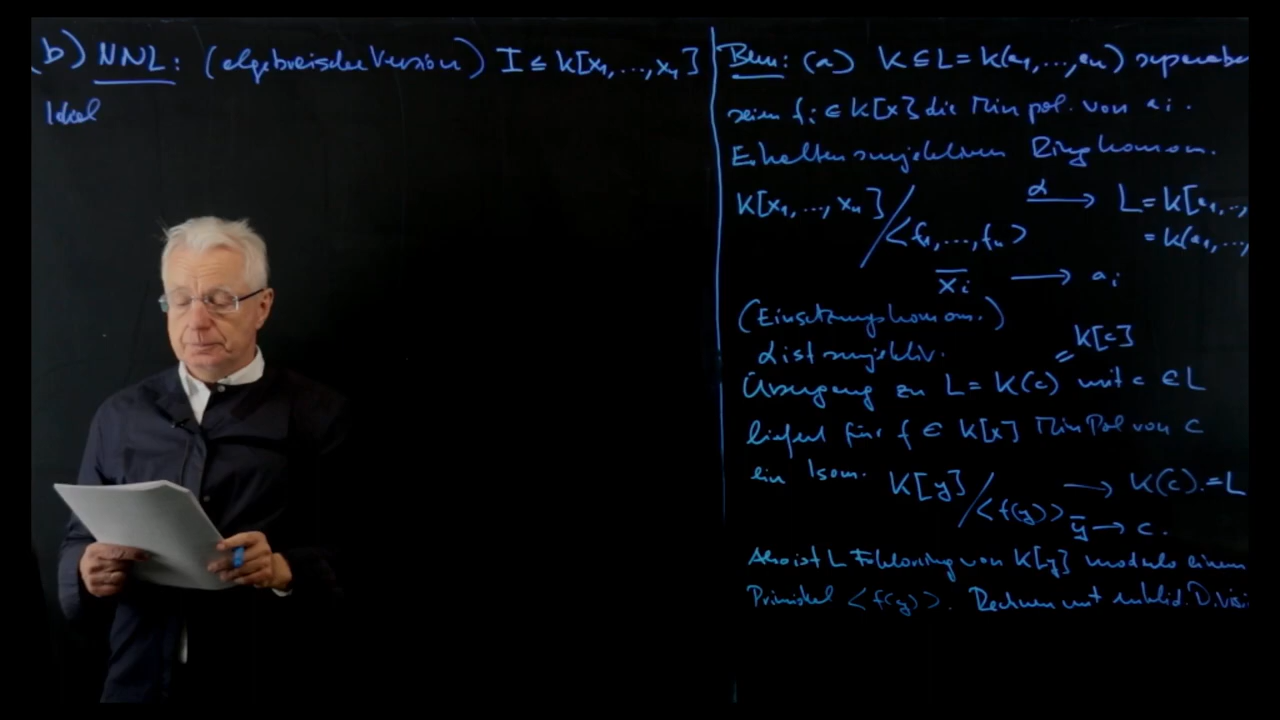 (b) NNL: (algebraische Version) I ≤ K[x₁,...,xₙ]
Ideal
Bem: (a) K ⊆ L = K(a₁,...,aₙ) separabe
seien fᵢ ∈ K[x] die Min pol. von aᵢ.
Erhalten surjektiven Ringhomom.
K[x₁,...,xₙ] / <f₁,...,fₙ> —α→ L = K[a₁,..,
= K(a₁,...,
x̄ᵢ → aᵢ
(Einsetzungshomom.)
α ist surjektiv.
= K[c]
Übergang zu L = K(c) mit c ∈ L
liefert für f ∈ K[x] Min Pol von c
ein Isom. K[y] / <f(y)> → K(c) = L
ȳ → c.
Also ist L Faktorring von K[y] modulo einem
Primideal <f(y)>. Rechnen mit euklid. Divisi